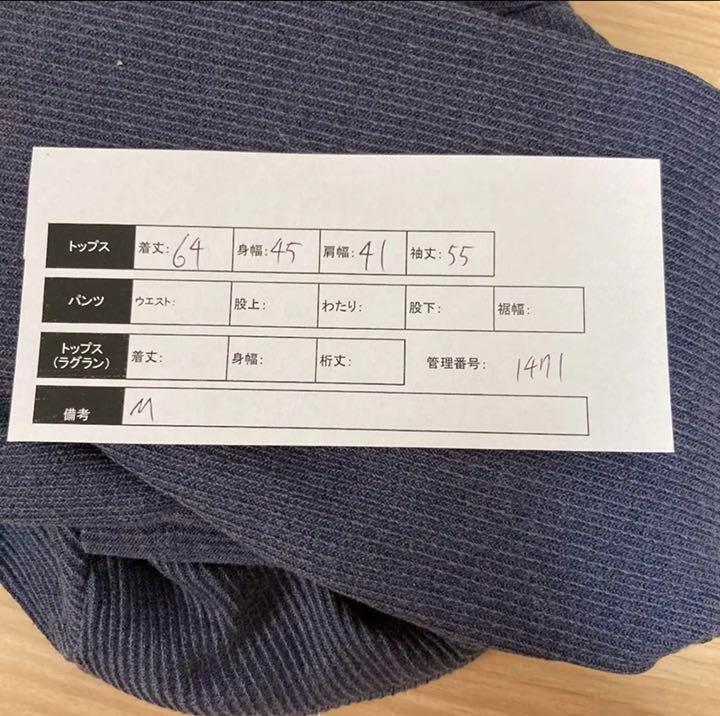 トップス 着丈: 64 身幅: 45 肩幅: 41 袖丈: 55
パンツ ウエスト: 股上: わたり: 股下: 裾幅:
トップス (ラグラン) 着丈: 身幅: 裄丈: 管理番号: 1471
備考 M